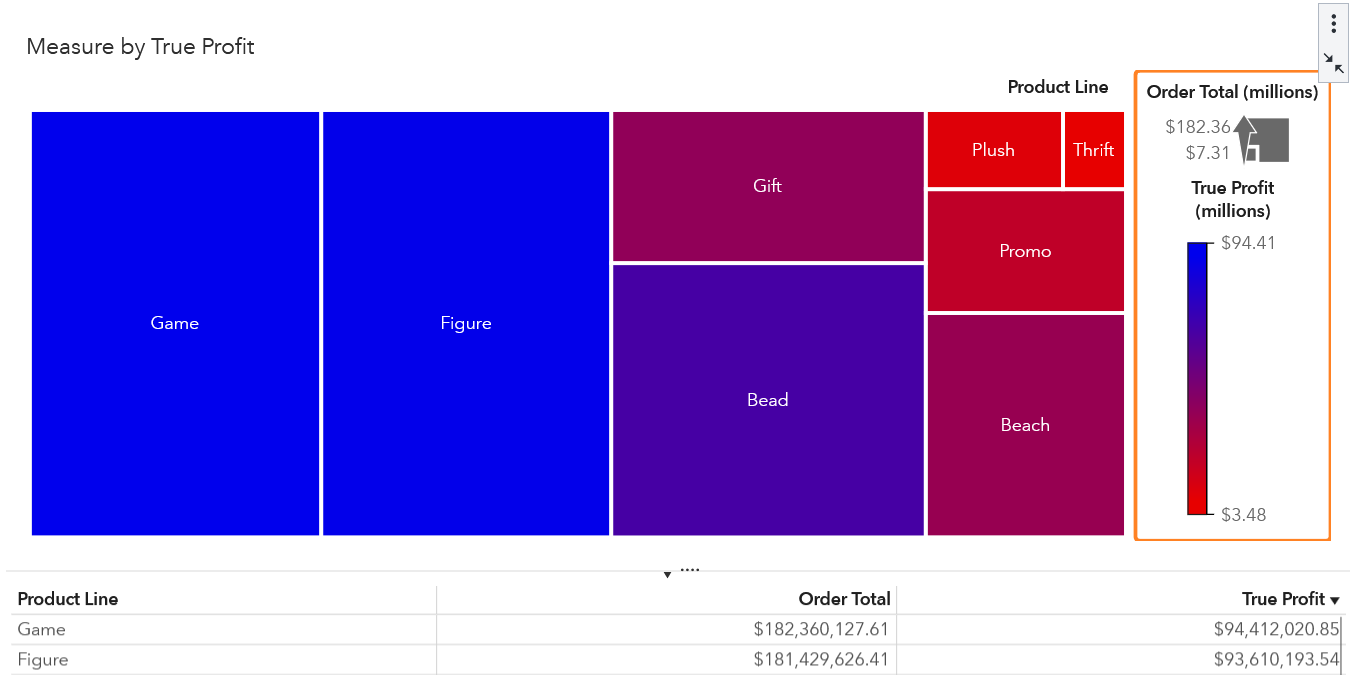 Measure by True Profit
Product Line
Game
Figure
Gift
Bead
Plush
Thrift
Promo
Beach
Order Total (millions)
$182.36
$7.31
True Profit
(millions)
$94.41
$3.48
Product Line Order Total True Profit
Game $182,360,127.61 $94,412,020.85
Figure $181,429,626.41 $93,610,193.54